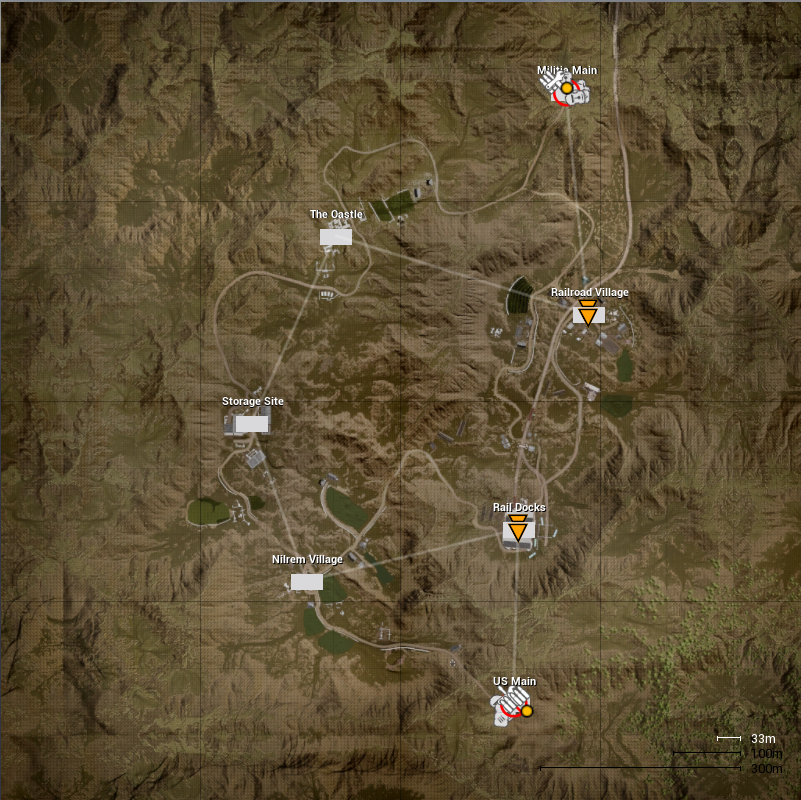 Militia Main
The Castle
Railroad Village
Storage Site
Rail Docks
Nilrem Village
US Main
33m
100m
300m